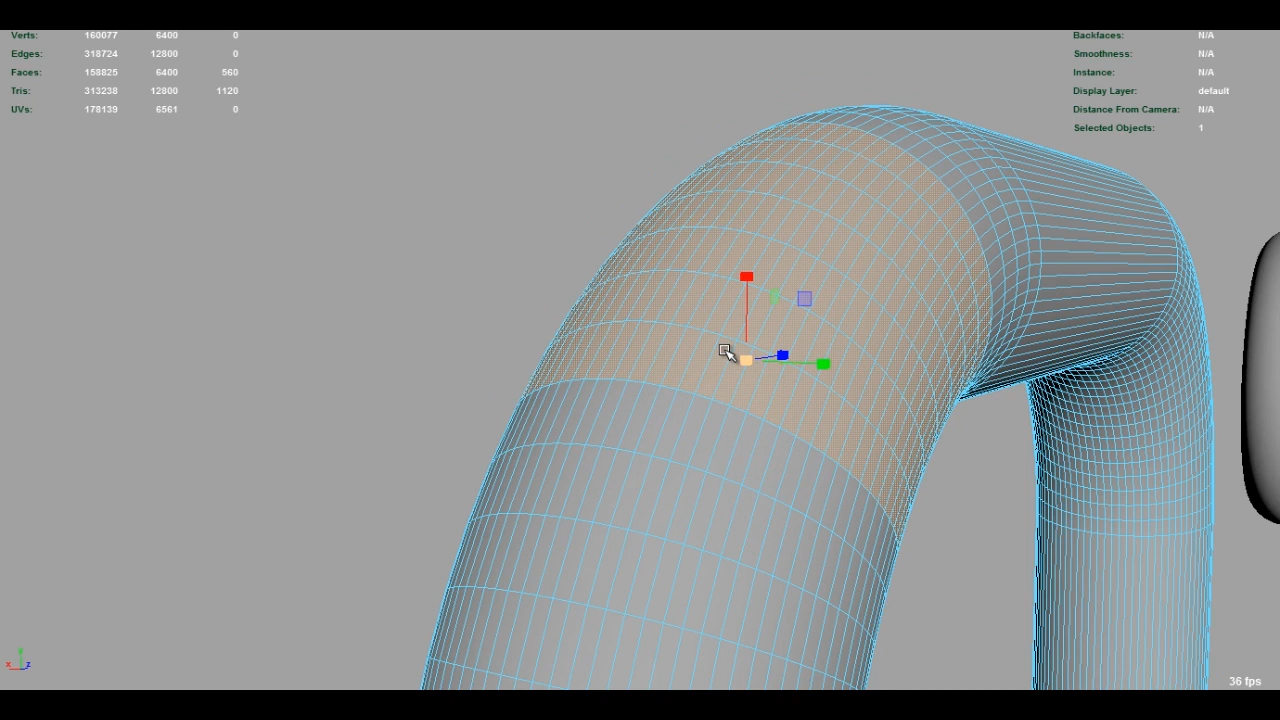 Verts: 160077 6400 0
Edges: 318724 12800 0
Faces: 158825 6400 560
Tris: 313238 12800 1120
UVs: 178139 6561 0
Backfaces: N/A
Smoothness: N/A
Instance: N/A
Display Layer: default
Distance From Camera: N/A
Selected Objects: 1
y
x z
36 fps